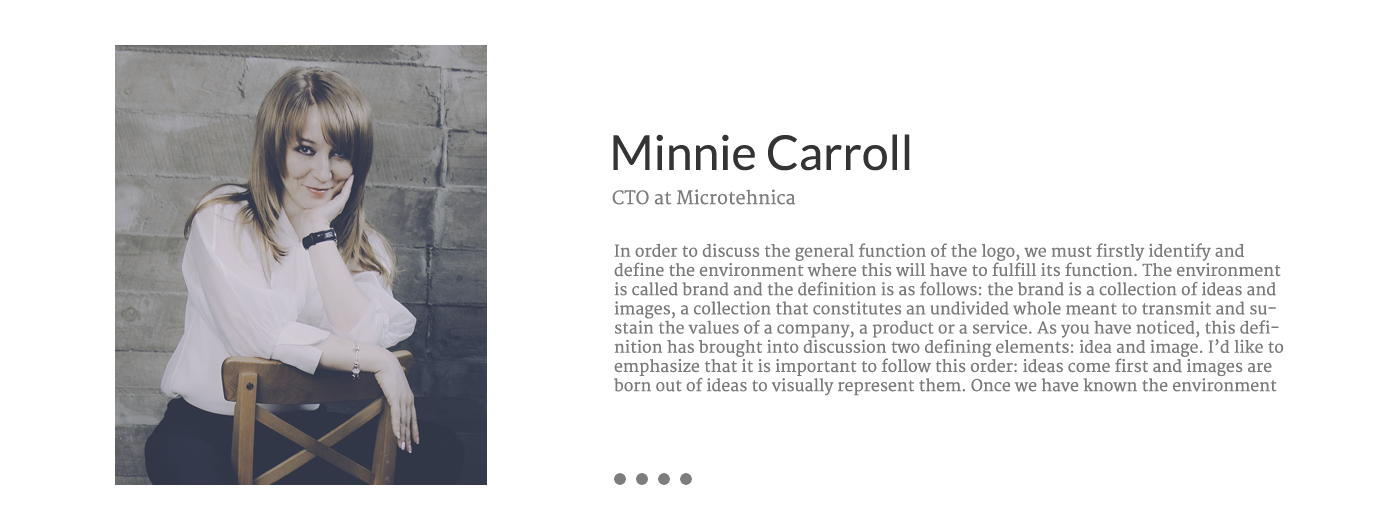 Minnie Carroll
CTO at Microtehnica
In order to discuss the general function of the logo, we must firstly identify and
define the environment where this will have to fulfill its function. The environment
is called brand and the definition is as follows: the brand is a collection of ideas and
images, a collection that constitutes an undivided whole meant to transmit and su-
stain the values of a company, a product or a service. As you have noticed, this defi-
nition has brought into discussion two defining elements: idea and image. I’d like to
emphasize that it is important to follow this order: ideas come first and images are
born out of ideas to visually represent them. Once we have known the environment